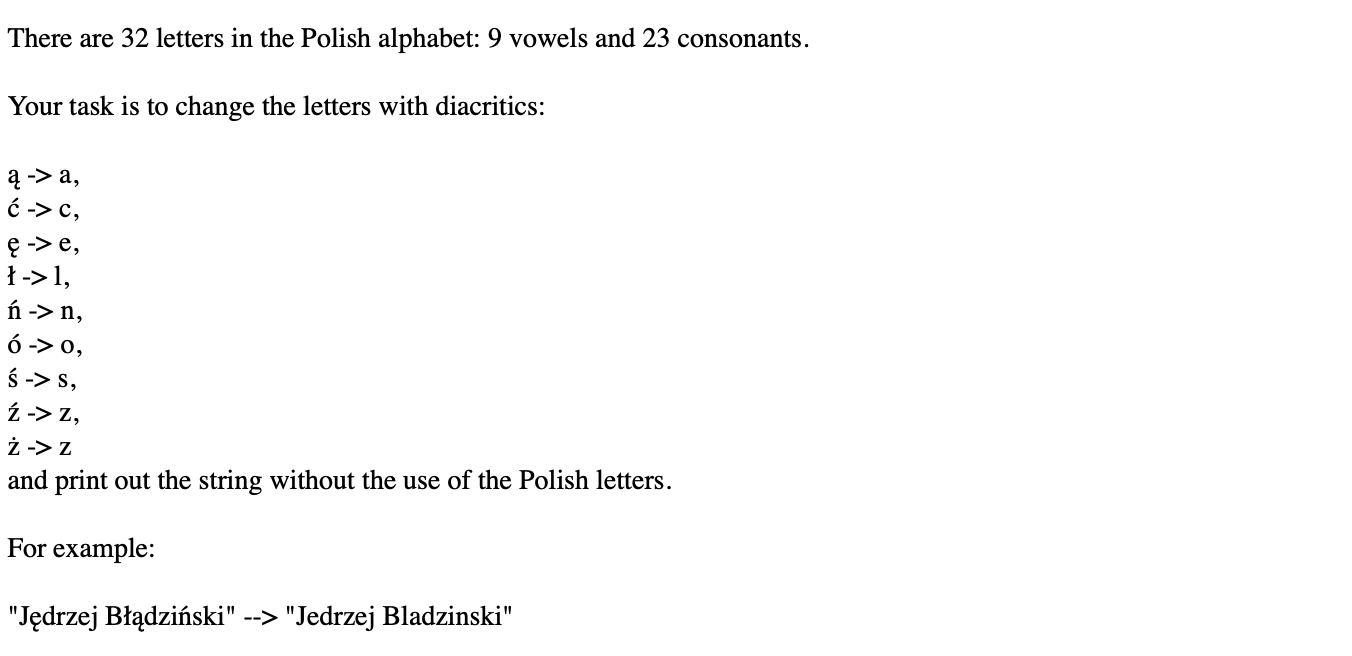 There are 32 letters in the Polish alphabet: 9 vowels and 23 consonants.
Your task is to change the letters with diacritics:
ą -> a,
ć -> c,
ę -> e,
ł -> l,
ń -> n,
ó -> o,
ś -> s,
ź -> z,
ż -> z
and print out the string without the use of the Polish letters.
For example:
"Jędrzej Błądziński" --> "Jedrzej Bladzinski"